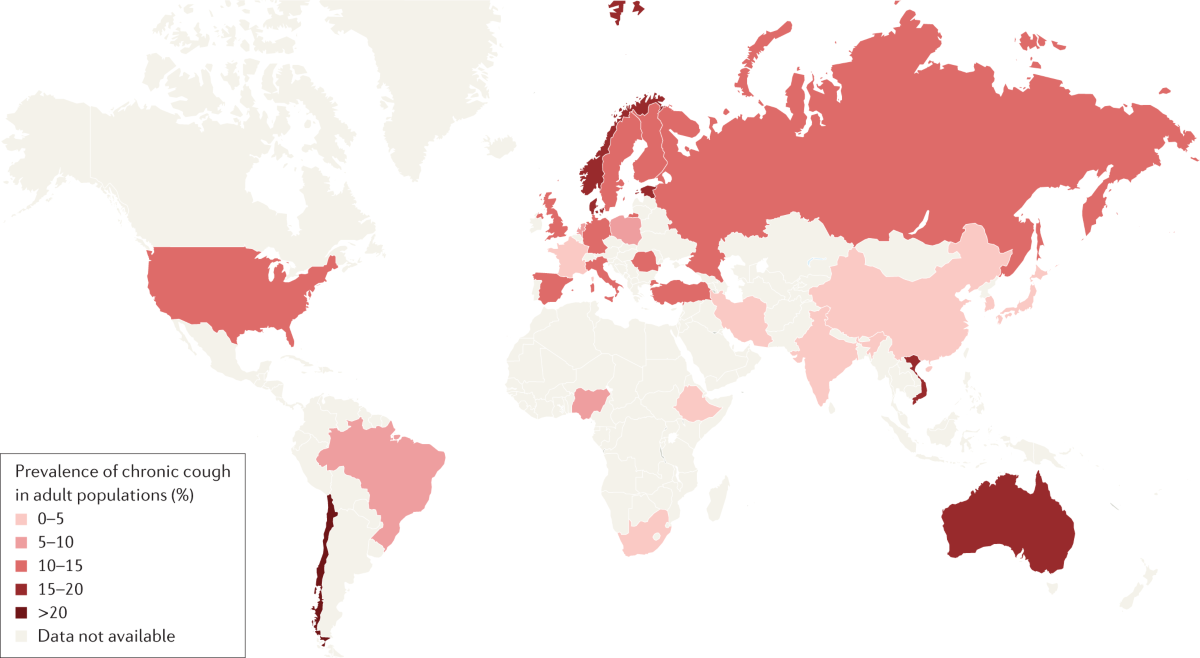 Prevalence of chronic cough
in adult populations (%)
0–5
5–10
10–15
15–20
>20
Data not available